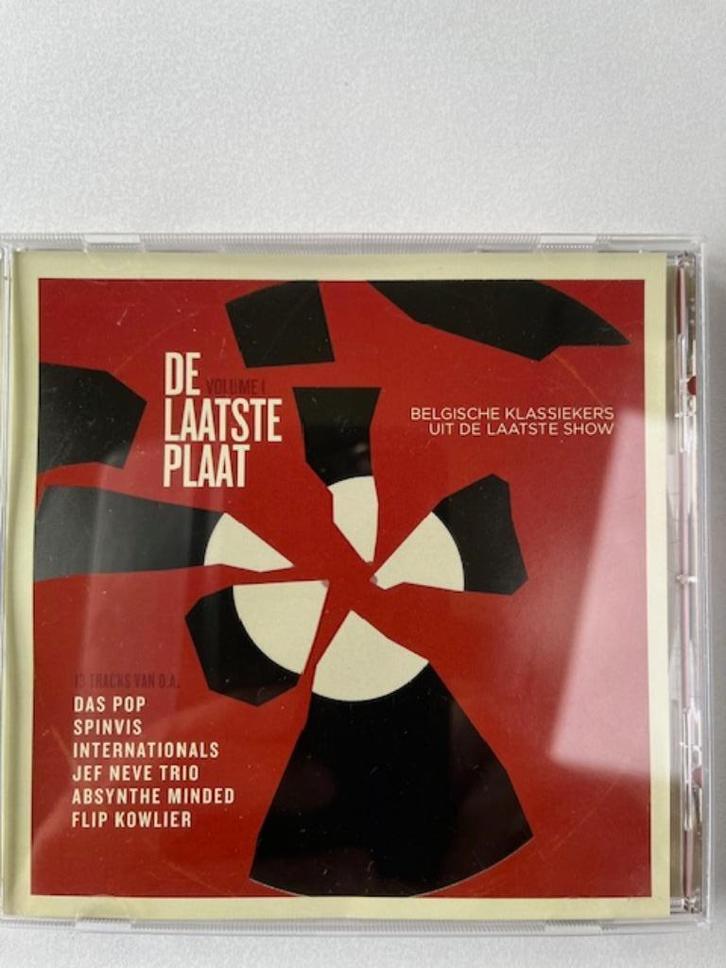 DE VOLUME I
LAATSTE
PLAAT
BELGISCHE KLASSIEKERS
UIT DE LAATSTE SHOW
13 TRACKS VAN O.A.
DAS POP
SPINVIS
INTERNATIONALS
JEF NEVE TRIO
ABSYNTHE MINDED
FLIP KOWLIER